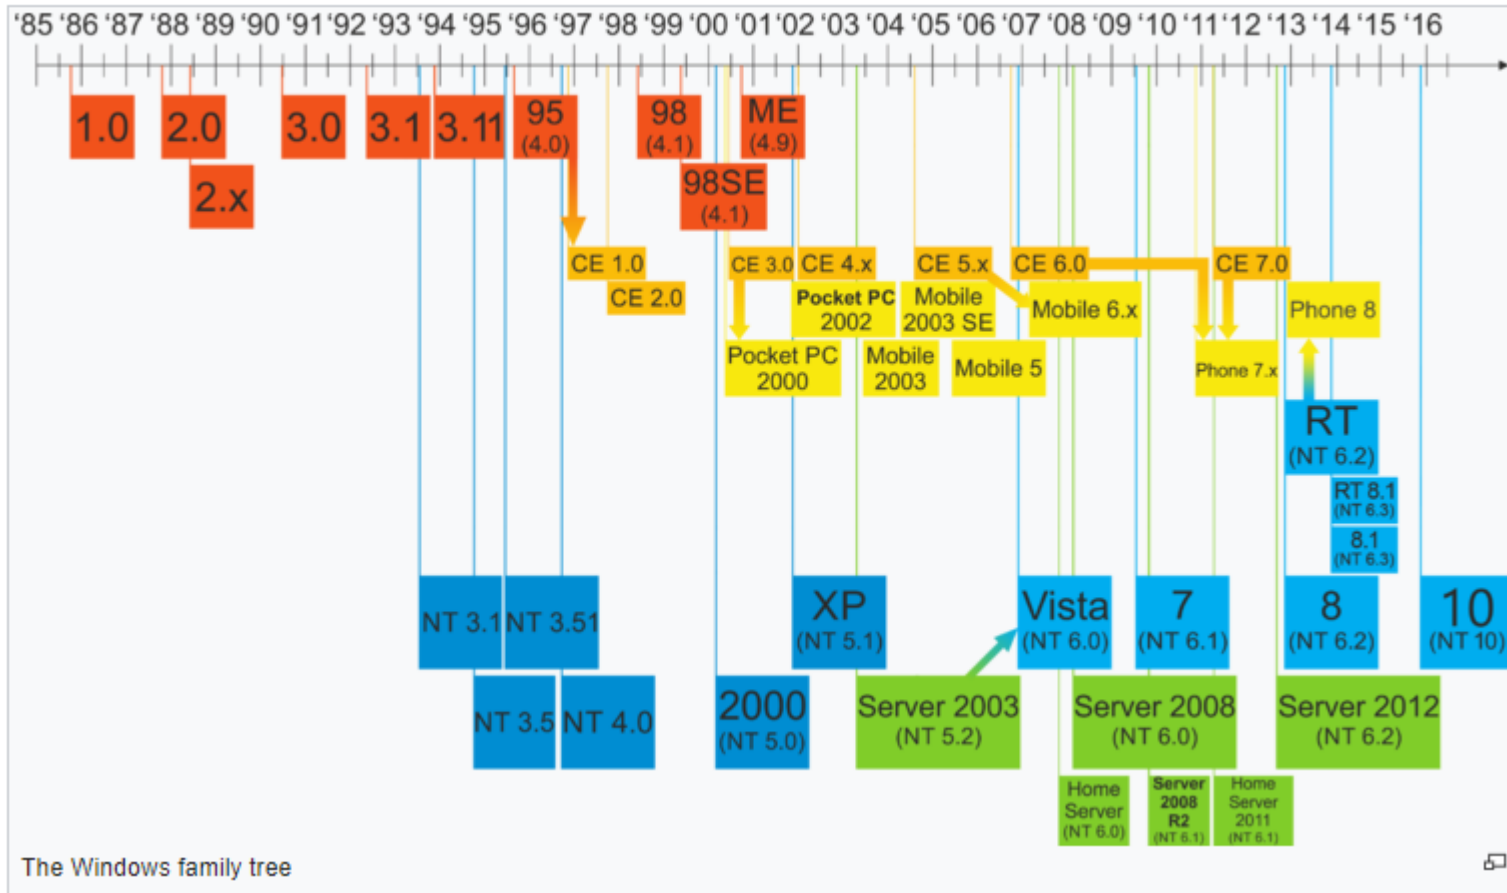 ‘85 ‘86 ‘87 ‘88 ‘89 ‘90 ‘91 ‘92 ‘93 ‘94 ‘95 ‘96 ‘97 ‘98 ‘99 ‘00 ‘01 ‘02 ‘03 ‘04 ‘05 ‘06 ‘07 ‘08 ‘09 ‘10 ‘11 ‘12 ‘13 ‘14 ‘15 ‘16
1.0
2.0
2.x
3.0
3.1
3.11
95
(4.0)
98
(4.1)
98SE
(4.1)
ME
(4.9)
CE 1.0
CE 2.0
CE 3.0
CE 4.x
CE 5.x
CE 6.0
CE 7.0
Pocket PC
2002
Mobile
2003 SE
Mobile 6.x
Phone 8
Pocket PC
2000
Mobile
2003
Mobile 5
Phone 7.x
RT
(NT 6.2)
RT 8.1
(NT 6.3)
8.1
(NT 6.3)
NT 3.1
NT 3.51
XP
(NT 5.1)
Vista
(NT 6.0)
7
(NT 6.1)
8
(NT 6.2)
10
(NT 10)
NT 3.5
NT 4.0
2000
(NT 5.0)
Server 2003
(NT 5.2)
Server 2008
(NT 6.0)
Server 2012
(NT 6.2)
Home
Server
(NT 6.0)
Server
2008
R2
(NT 6.1)
Home
Server
2011
(NT 6.1)
The Windows family tree